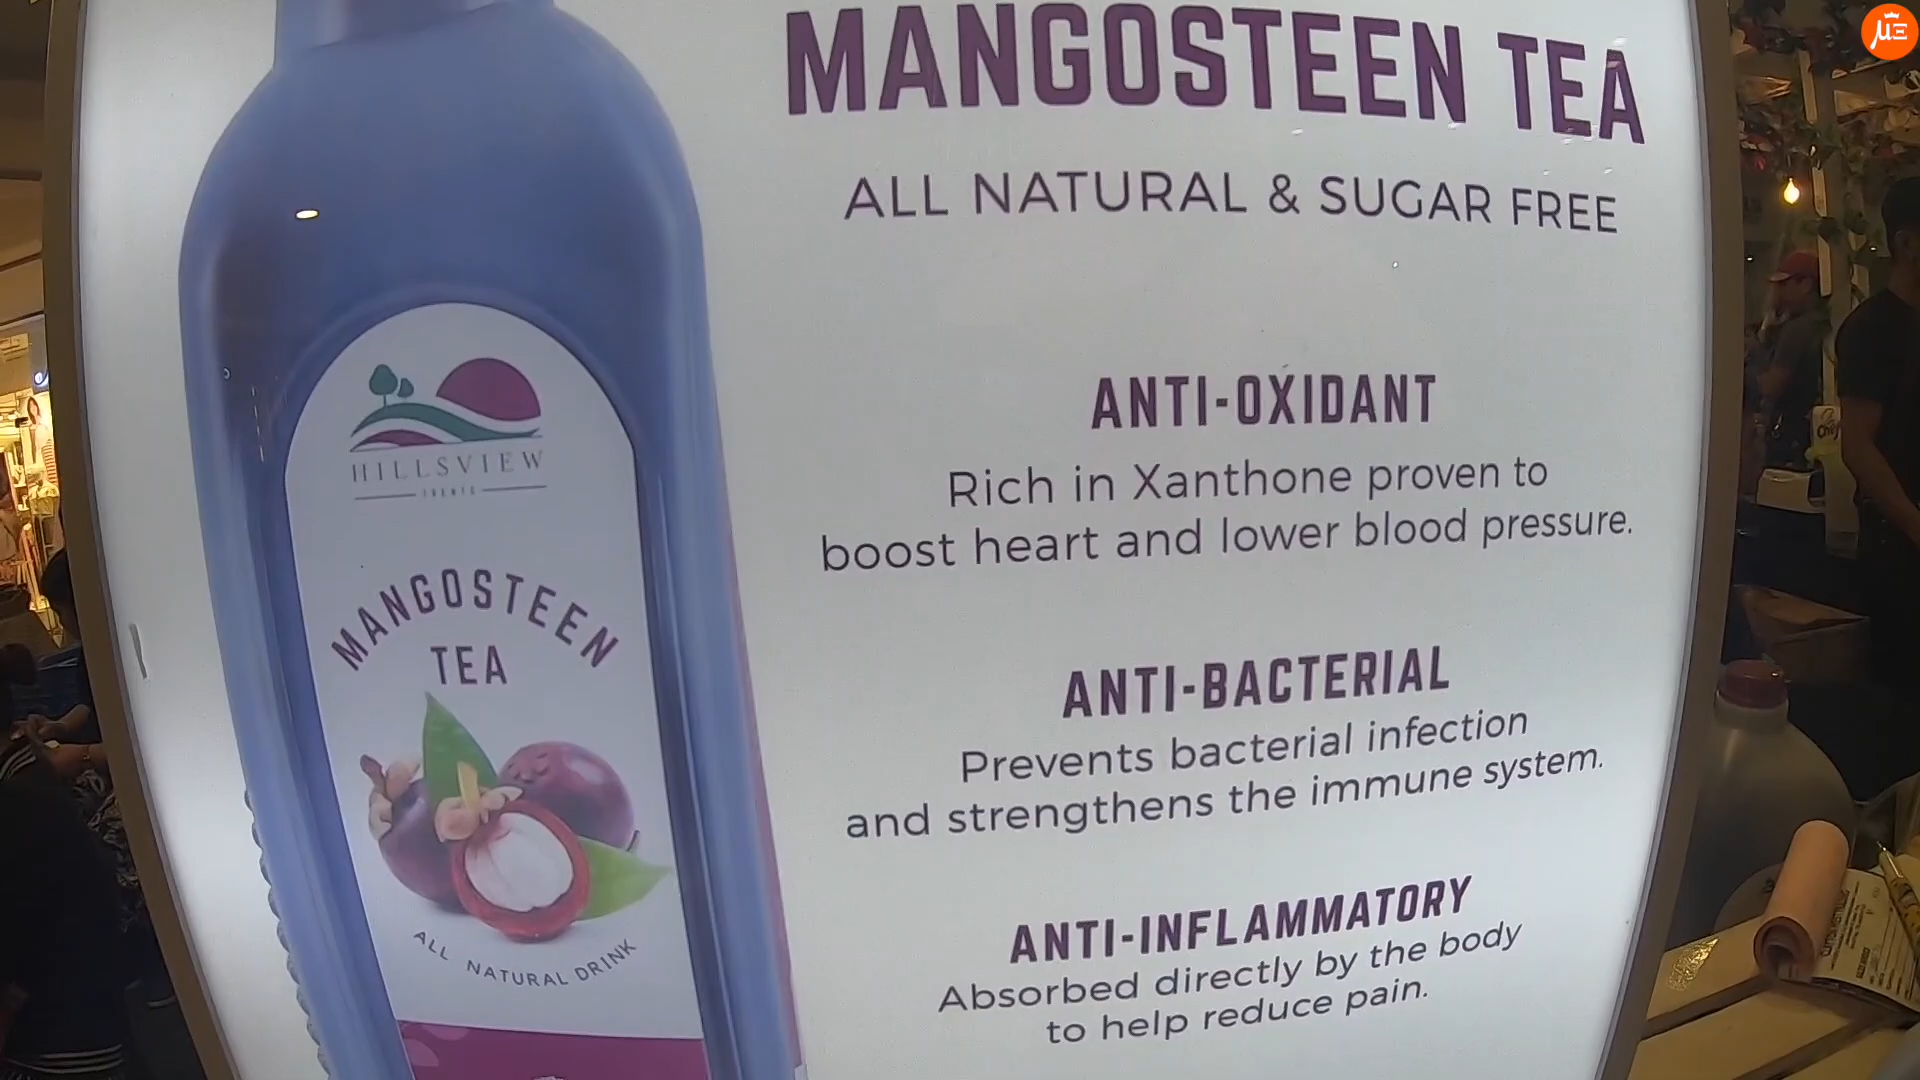 MANGOSTEEN TEA
ALL NATURAL & SUGAR FREE
ANTI-OXIDANT
Rich in Xanthone proven to
boost heart and lower blood pressure.
ANTI-BACTERIAL
Prevents bacterial infection
and strengthens the immune system.
ANTI-INFLAMMATORY
Absorbed directly by the body
to help reduce pain.
HILLSVIEW
MANGOSTEEN
TEA
ALL NATURAL DRINK